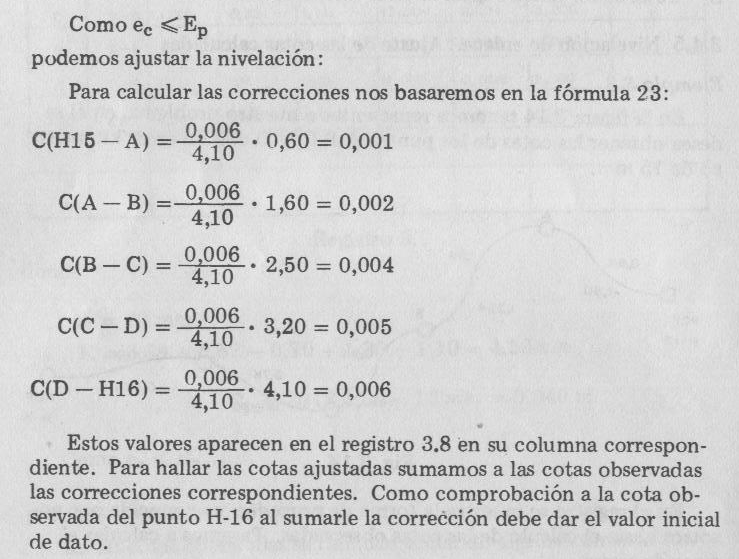 Como e_c ⩽ E_p
podemos ajustar la nivelación:
Para calcular las correcciones nos basaremos en la fórmula 23:
C(H15 — A) = 0,006/4,10 · 0,60 = 0,001
C(A — B) = 0,006/4,10 · 1,60 = 0,002
C(B — C) = 0,006/4,10 · 2,50 = 0,004
C(C — D) = 0,006/4,10 · 3,20 = 0,005
C(D — H16) = 0,006/4,10 · 4,10 = 0,006
Estos valores aparecen en el registro 3.8 en su columna correspon-
diente. Para hallar las cotas ajustadas sumamos a las cotas observadas
las correcciones correspondientes. Como comprobación a la cota ob-
servada del punto H-16 al sumarle la corrección debe dar el valor inicial
de dato.